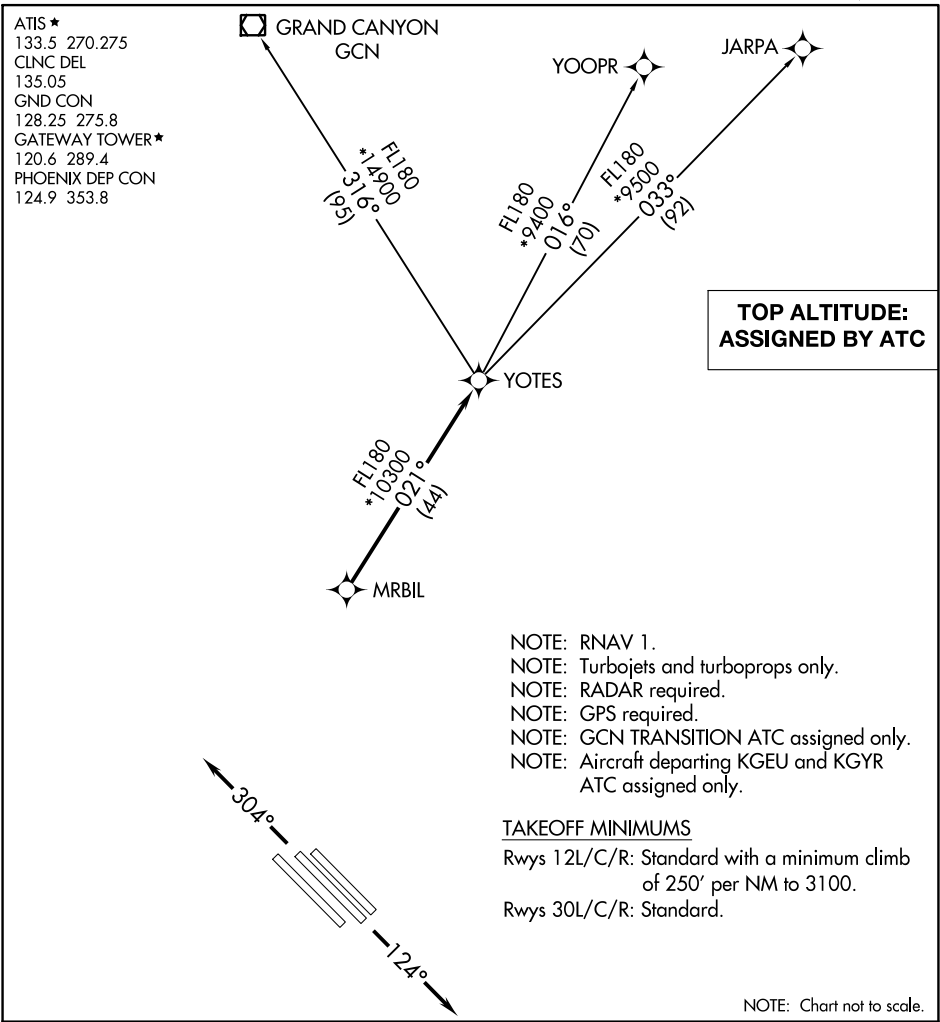 ATIS ★
133.5 270.275
CLNC DEL
135.05
GND CON
128.25 275.8
GATEWAY TOWER ★
120.6 289.4
PHOENIX DEP CON
124.9 353.8
GRAND CANYON
GCN
YOOPR
JARPA
FL180
*14900
316°
(95)
FL180
*9400
016°
(70)
FL180
*9500
033°
(92)
TOP ALTITUDE:
ASSIGNED BY ATC
YOTES
FL180
*10300
021°
(44)
MRBIL
NOTE: RNAV 1.
NOTE: Turbojets and turboprops only.
NOTE: RADAR required.
NOTE: GPS required.
NOTE: GCN TRANSITION ATC assigned only.
NOTE: Aircraft departing KGEU and KGYR
ATC assigned only.
TAKEOFF MINIMUMS
Rwys 12L/C/R: Standard with a minimum climb
of 250' per NM to 3100.
Rwys 30L/C/R: Standard.
304°
124°
NOTE: Chart not to scale.